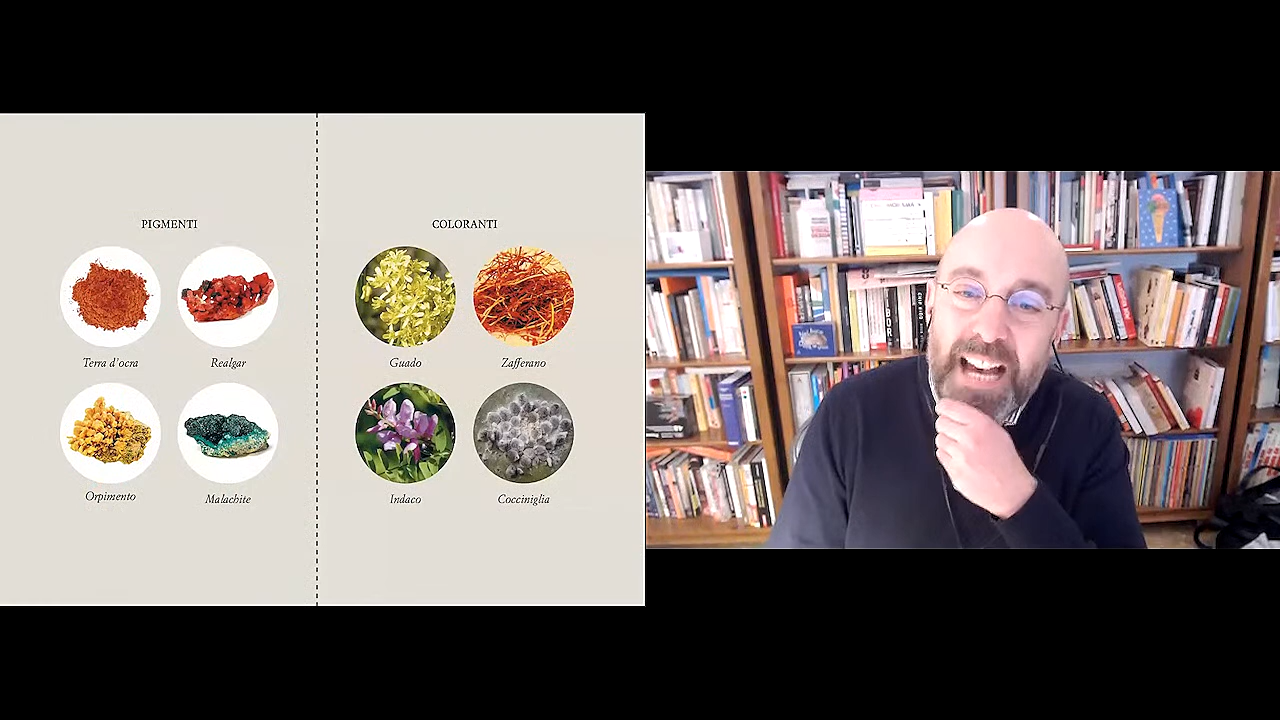 PIGMENTI
COLORANTI
Terra d'ocra
Realgar
Guado
Zafferano
Orpimento
Malachite
Indaco
Cocciniglia